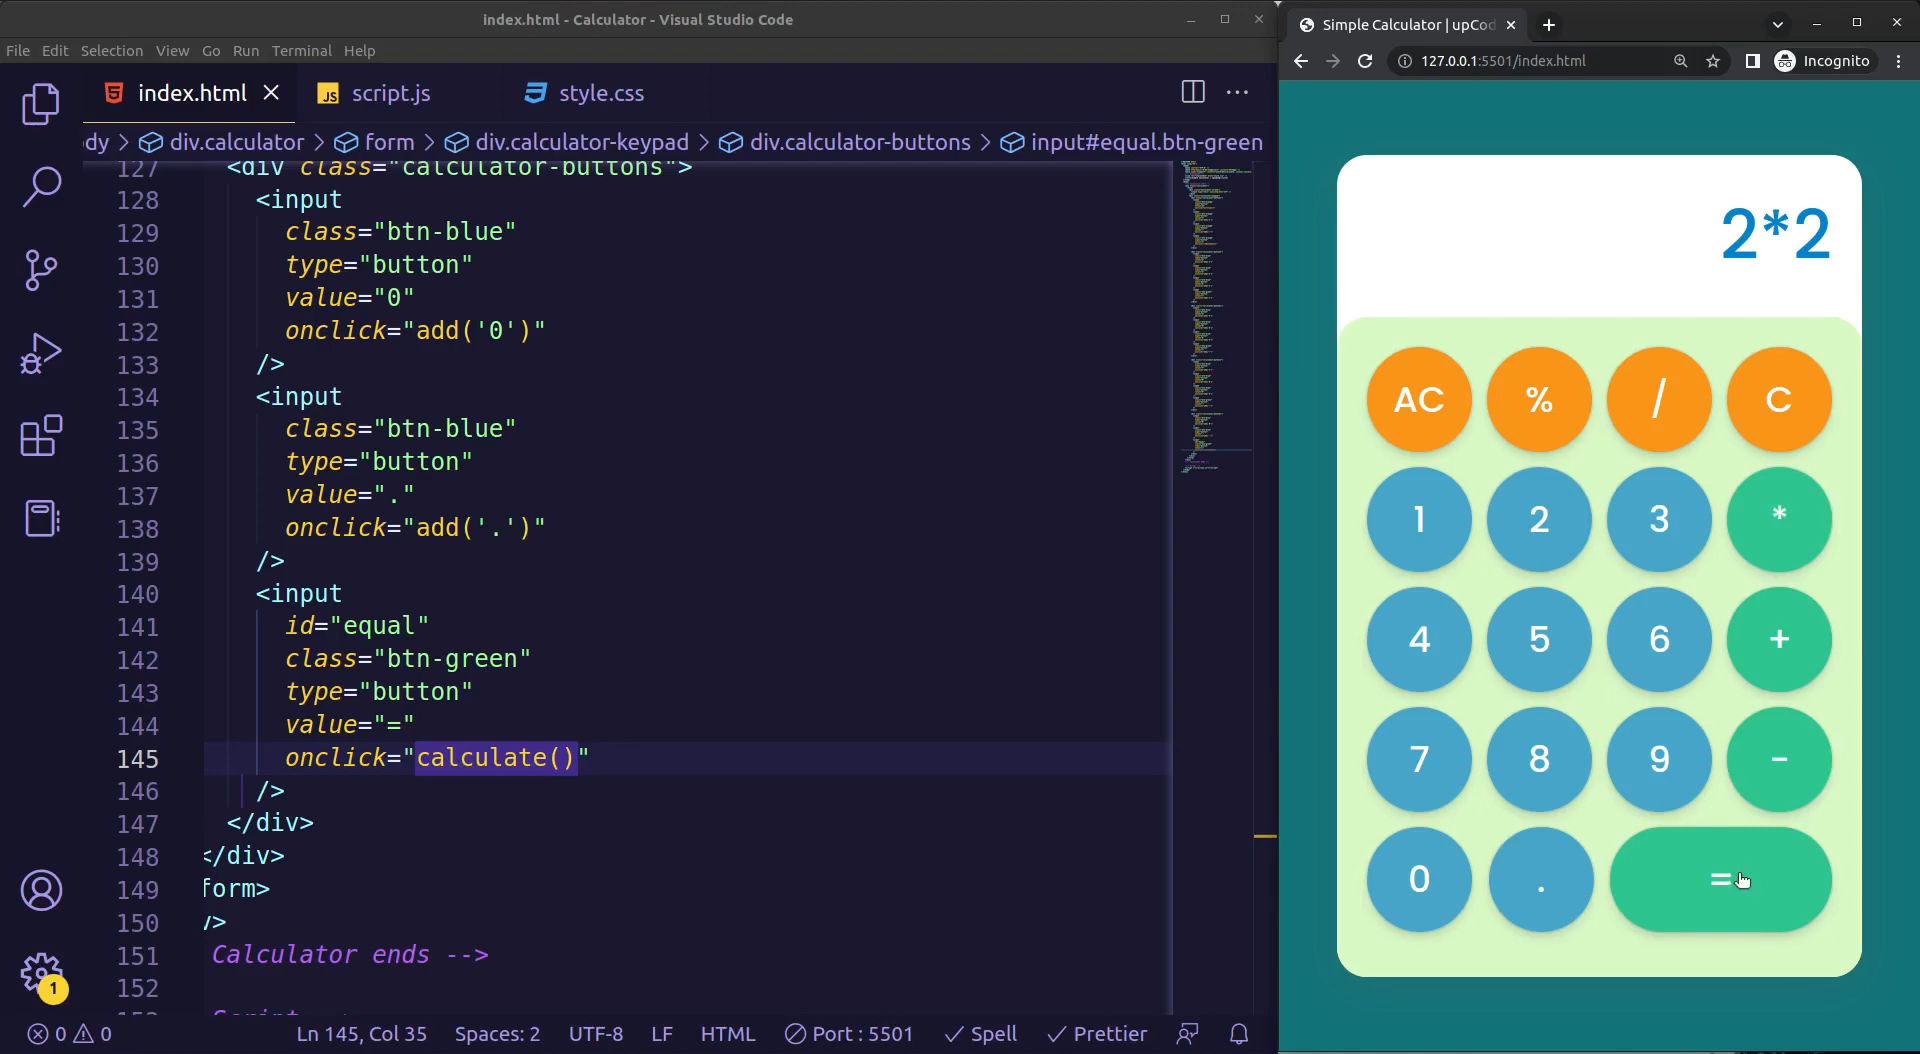 index.html - Calculator - Visual Studio Code
File Edit Selection View Go Run Terminal Help
index.html
JS script.js
style.css
dy > div.calculator > form > div.calculator-keypad > div.calculator-buttons > input#equal.btn-green
127 <div class="calculator-buttons">
128 <input
129 class="btn-blue"
130 type="button"
131 value="0"
132 onclick="add('0')"
133 />
134 <input
135 class="btn-blue"
136 type="button"
137 value="."
138 onclick="add('.')"
139 />
140 <input
141 id="equal"
142 class="btn-green"
143 type="button"
144 value="="
145 onclick="calculate()"
146 />
147 </div>
148 </div>
149 form>
150 v>
151 Calculator ends -->
152
1
0 0 Ln 145, Col 35 Spaces: 2 UTF-8 LF HTML Port : 5501 Spell Prettier
Simple Calculator | upCod
127.0.0.1:5501/index.html
Incognito
2*2
AC % / C
1 2 3 *
4 5 6 +
7 8 9 -
0 . =